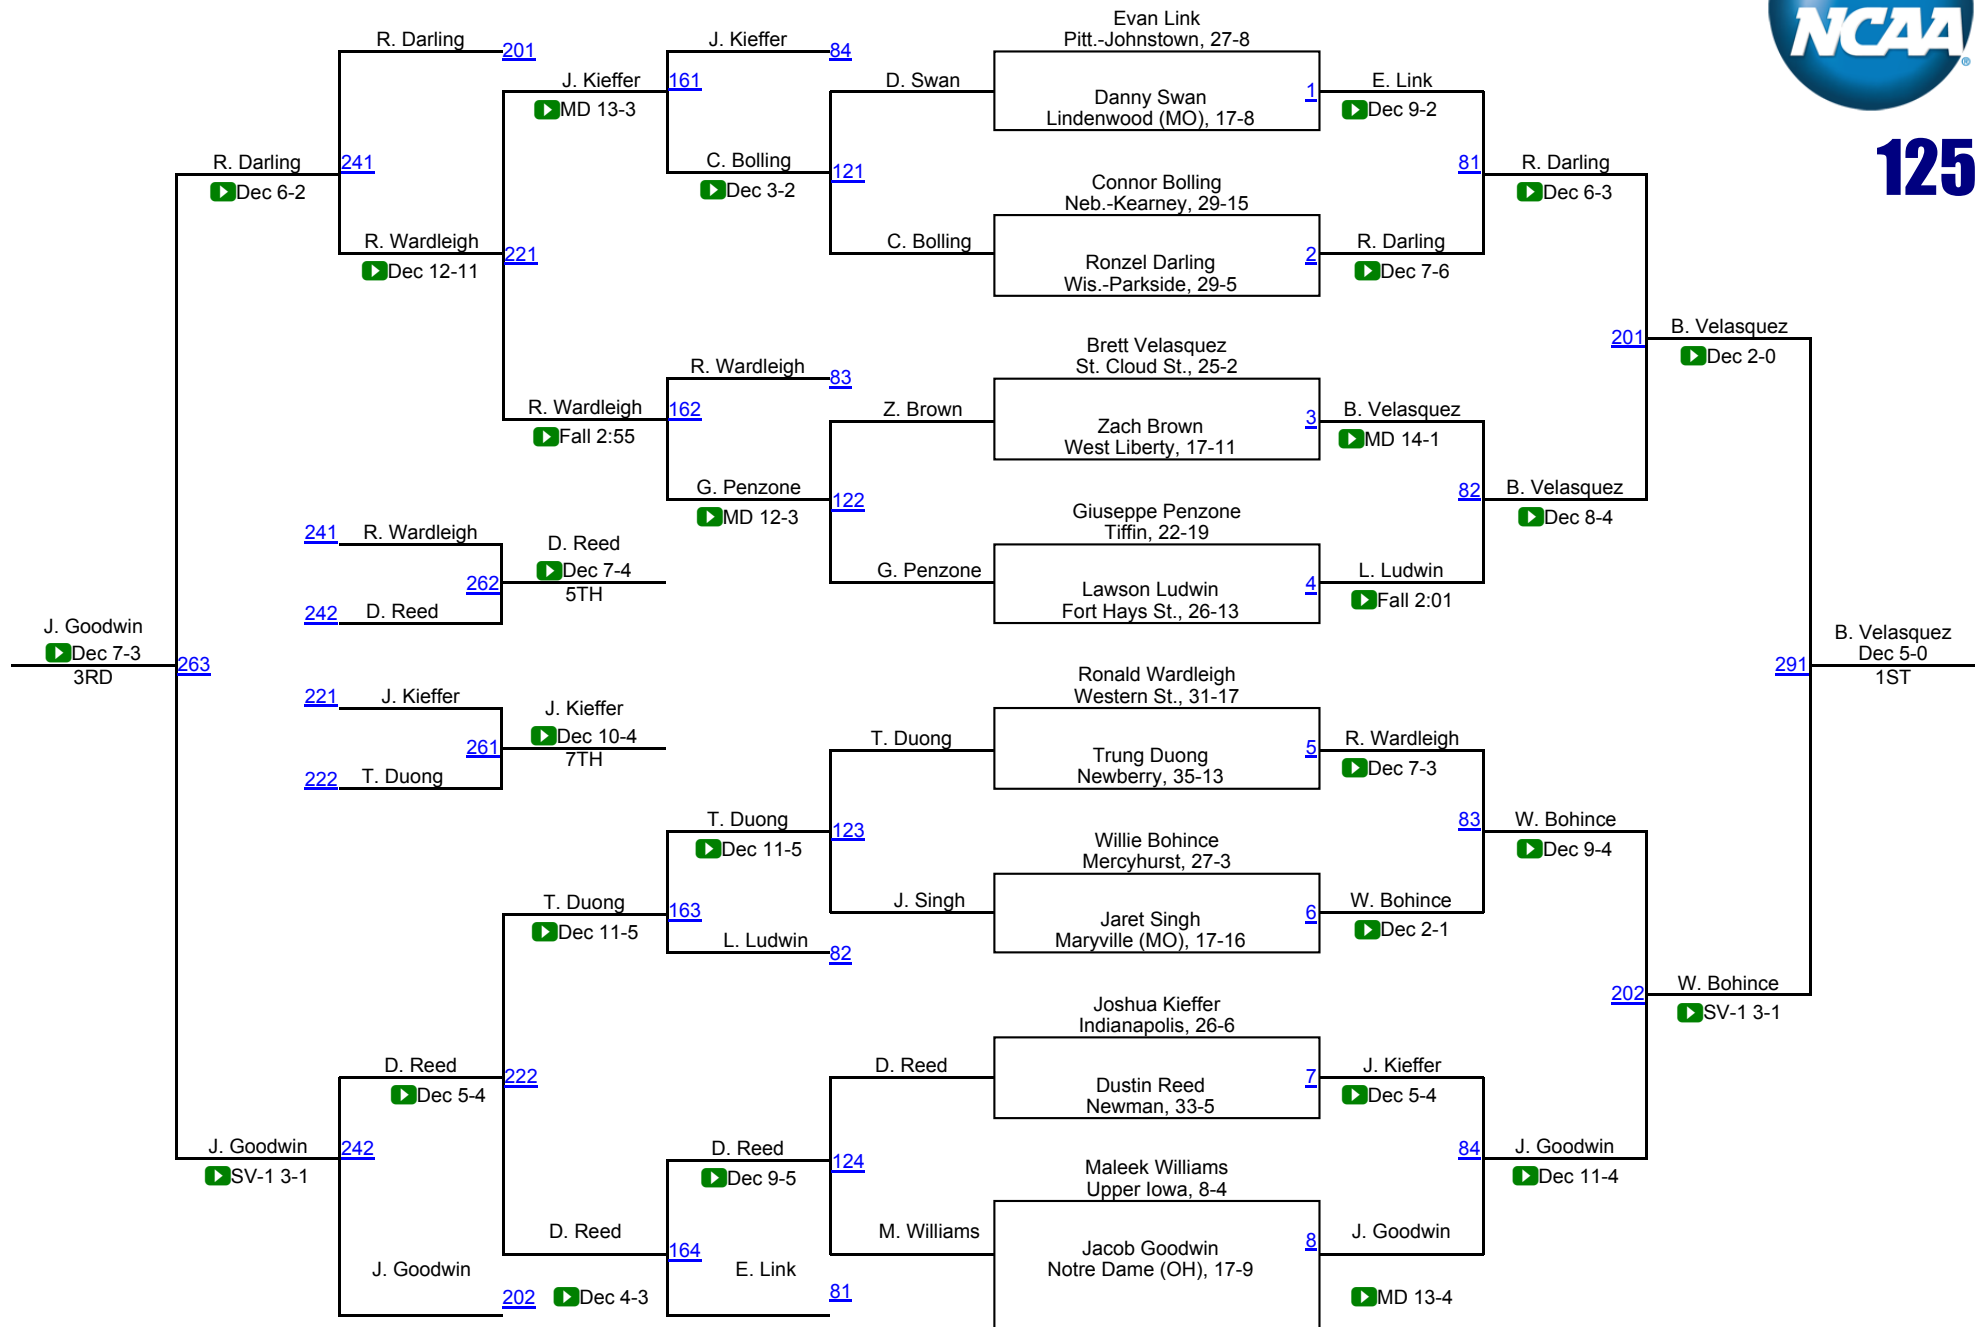 NCAA
®
125
R. Darling
201
J. Kieffer
MD 13-3
J. Kieffer
84
161
C. Bolling
Dec 3-2
D. Swan
121
C. Bolling
R. Darling
Dec 6-2
241
R. Wardleigh
Dec 12-11
221
R. Wardleigh
Fall 2:55
R. Wardleigh
83
162
G. Penzone
MD 12-3
Z. Brown
122
G. Penzone
241
R. Wardleigh
262
242
D. Reed
D. Reed
Dec 7-4
5TH
J. Goodwin
Dec 7-3
3RD
263
221
J. Kieffer
261
222
T. Duong
J. Kieffer
Dec 10-4
7TH
T. Duong
T. Duong
Dec 11-5
123
J. Singh
T. Duong
Dec 11-5
163
L. Ludwin
82
D. Reed
Dec 5-4
222
J. Goodwin
SV-1 3-1
242
D. Reed
D. Reed
Dec 9-5
124
M. Williams
D. Reed
Dec 4-3
164
E. Link
81
J. Goodwin
202
Evan Link
Pitt.-Johnstown, 27-8
Danny Swan
Lindenwood (MO), 17-8
1
Connor Bolling
Neb.-Kearney, 29-15
Ronzel Darling
Wis.-Parkside, 29-5
2
Brett Velasquez
St. Cloud St., 25-2
Zach Brown
West Liberty, 17-11
3
Giuseppe Penzone
Tiffin, 22-19
Lawson Ludwin
Fort Hays St., 26-13
4
Ronald Wardleigh
Western St., 31-17
Trung Duong
Newberry, 35-13
5
Willie Bohince
Mercyhurst, 27-3
Jaret Singh
Maryville (MO), 17-16
6
Joshua Kieffer
Indianapolis, 26-6
Dustin Reed
Newman, 33-5
7
Maleek Williams
Upper Iowa, 8-4
Jacob Goodwin
Notre Dame (OH), 17-9
8
E. Link
Dec 9-2
81
R. Darling
Dec 7-6
R. Darling
Dec 6-3
B. Velasquez
MD 14-1
82
L. Ludwin
Fall 2:01
B. Velasquez
Dec 8-4
201
B. Velasquez
Dec 2-0
R. Wardleigh
Dec 7-3
83
W. Bohince
Dec 2-1
W. Bohince
Dec 9-4
J. Kieffer
Dec 5-4
84
J. Goodwin
MD 13-4
J. Goodwin
Dec 11-4
202
W. Bohince
SV-1 3-1
291
B. Velasquez
Dec 5-0
1ST